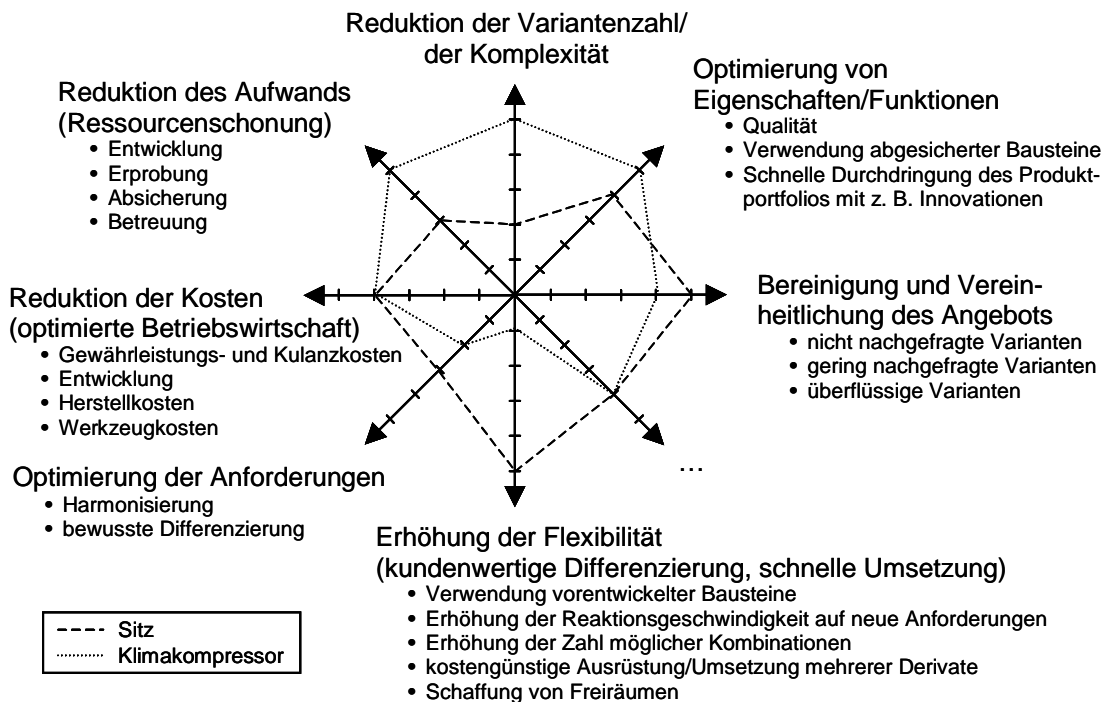 Reduktion der Variantenzahl/
der Komplexität
Optimierung von
Eigenschaften/Funktionen
• Qualität
• Verwendung abgesicherter Bausteine
• Schnelle Durchdringung des Produkt-
portfolios mit z. B. Innovationen
Reduktion des Aufwands
(Ressourcenschonung)
• Entwicklung
• Erprobung
• Absicherung
• Betreuung
Bereinigung und Verein-
heitlichung des Angebots
• nicht nachgefragte Varianten
• gering nachgefragte Varianten
• überflüssige Varianten
Reduktion der Kosten
(optimierte Betriebswirtschaft)
• Gewährleistungs- und Kulanzkosten
• Entwicklung
• Herstellkosten
• Werkzeugkosten
...
Optimierung der Anforderungen
• Harmonisierung
• bewusste Differenzierung
Erhöhung der Flexibilität
(kundenwertige Differenzierung, schnelle Umsetzung)
• Verwendung vorentwickelter Bausteine
• Erhöhung der Reaktionsgeschwindigkeit auf neue Anforderungen
• Erhöhung der Zahl möglicher Kombinationen
• kostengünstige Ausrüstung/Umsetzung mehrerer Derivate
• Schaffung von Freiräumen
Sitz
Klimakompressor